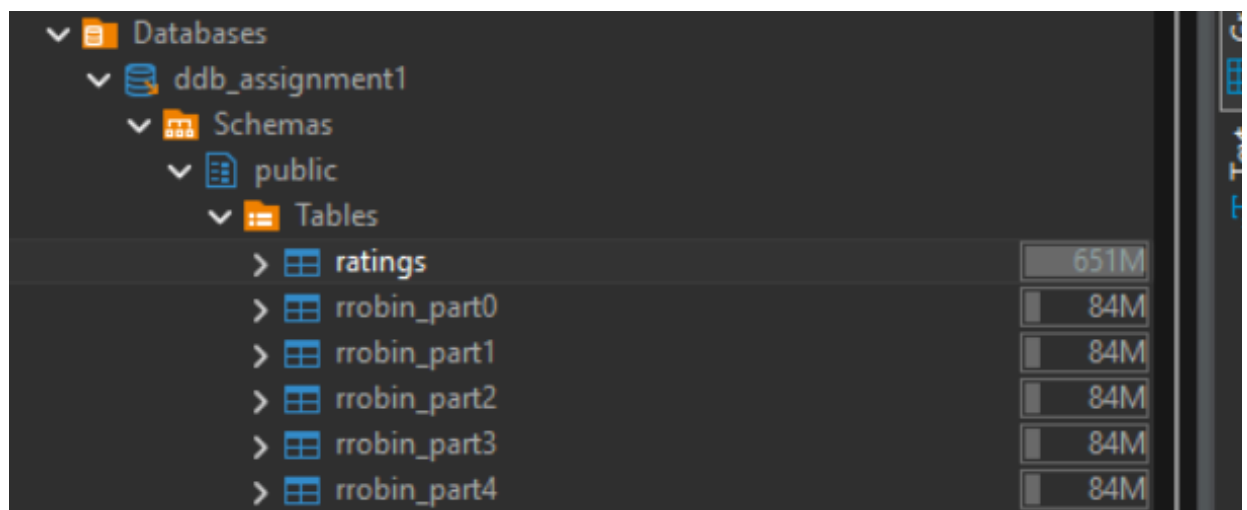 Databases
ddb_assignment1
Schemas
public
Tables
ratings 651M
rrobin_part0 84M
rrobin_part1 84M
rrobin_part2 84M
rrobin_part3 84M
rrobin_part4 84M